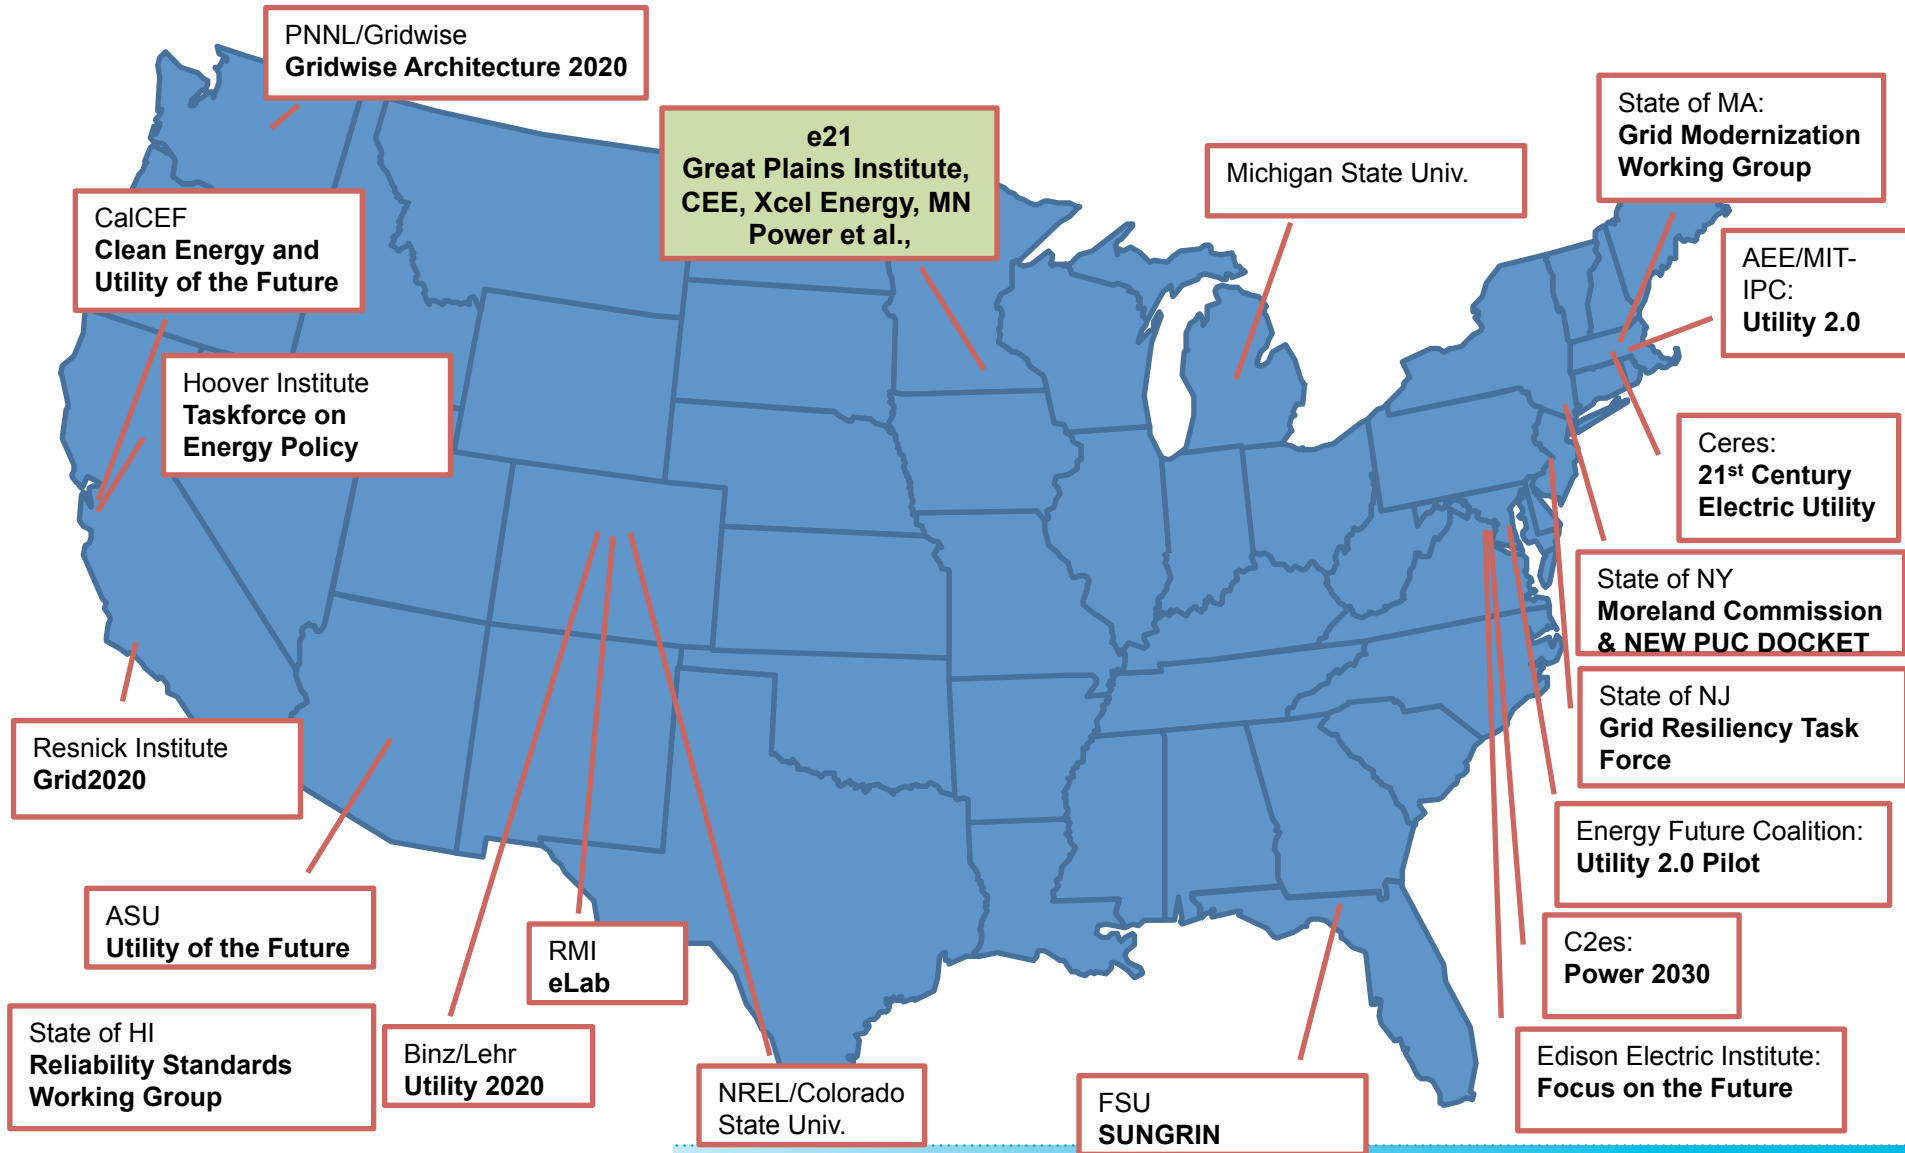 PNNL/Gridwise
Gridwise Architecture 2020
e21
Great Plains Institute,
CEE, Xcel Energy, MN
Power et al.,
Michigan State Univ.
State of MA:
Grid Modernization
Working Group
CalCEF
Clean Energy and
Utility of the Future
AEE/MIT-
IPC:
Utility 2.0
Hoover Institute
Taskforce on
Energy Policy
Ceres:
21st Century
Electric Utility
State of NY
Moreland Commission
& NEW PUC DOCKET
State of NJ
Grid Resiliency Task
Force
Resnick Institute
Grid2020
Energy Future Coalition:
Utility 2.0 Pilot
ASU
Utility of the Future
RMI
eLab
C2es:
Power 2030
State of HI
Reliability Standards
Working Group
Binz/Lehr
Utility 2020
NREL/Colorado
State Univ.
FSU
SUNGRIN
Edison Electric Institute:
Focus on the Future